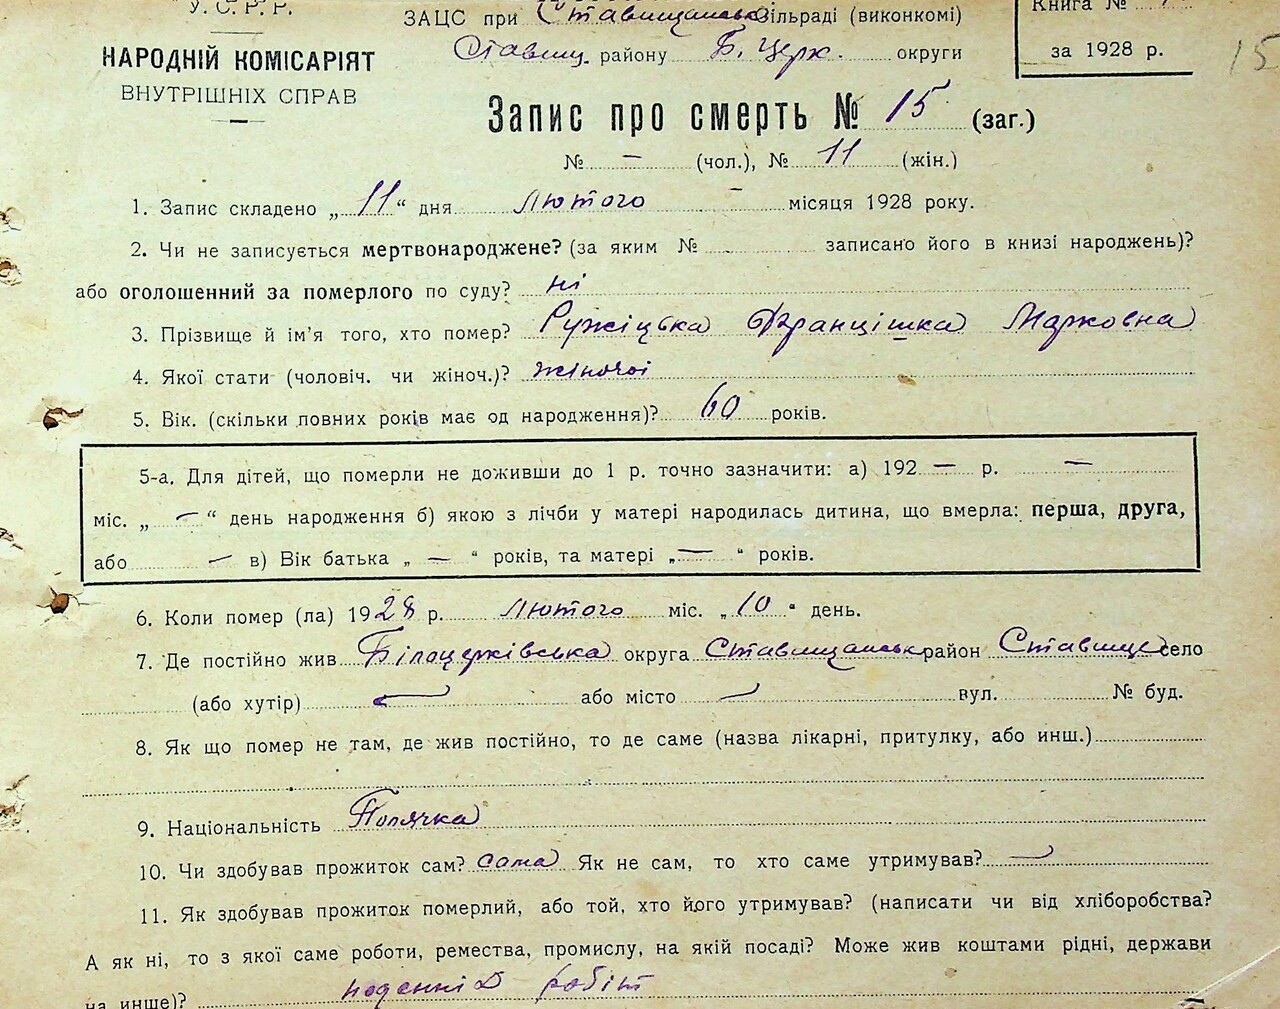 У. С. Р. Р.
НАРОДНІЙ КОМІСАРІЯТ
ВНУТРІШНІХ СПРАВ
ЗАЦС при Ставищанській сільраді (виконкомі)
Ставищ. району Б. Церк. округи
Книга №
за 1928 р.
15
Запис про смерть № 15 (заг.)
№ — (чол.), № 11 (жін.)
1. Запис складено „11“ дня лютого місяця 1928 року.
2. Чи не записується мертвонароджене? (за яким № записано його в книзі народжень)?
або оголошенний за померлого по суду? ні
3. Прізвище й ім'я того, хто помер? Ружіцька Францішка Марковна
4. Якої стати (чоловіч. чи жіноч.)? жіночої
5. Вік. (скільки повних років має од народження)? 60 років.
5-а. Для дітей, що померли не доживши до 1 р. точно зазначити: а) 192 — р. —
міс. „ — “ день народження б) якою з лічби у матері народилась дитина, що вмерла: перша, друга,
або — в) Вік батька „ — “ років, та матері „ — “ років.
6. Коли помер (ла) 1928 р. лютого міс. „10“ день.
7. Де постійно жив Білоцерківська округа Ставищанськ район Ставище село
(або хутір) — або місто — вул. № буд.
8. Як що помер не там, де жив постійно, то де саме (назва лікарні, притулку, або инш.)
9. Національність Полячка
10. Чи здобував прожиток сам? сама Як не сам, то хто саме утримував? —
11. Як здобував прожиток померлий, або той, хто його утримував? (написати чи від хліборобства?
А як ні, то з якої саме роботи, ремества, промислу, на якій посаді? Може жив коштами рідні, держави
на инше)? робіт